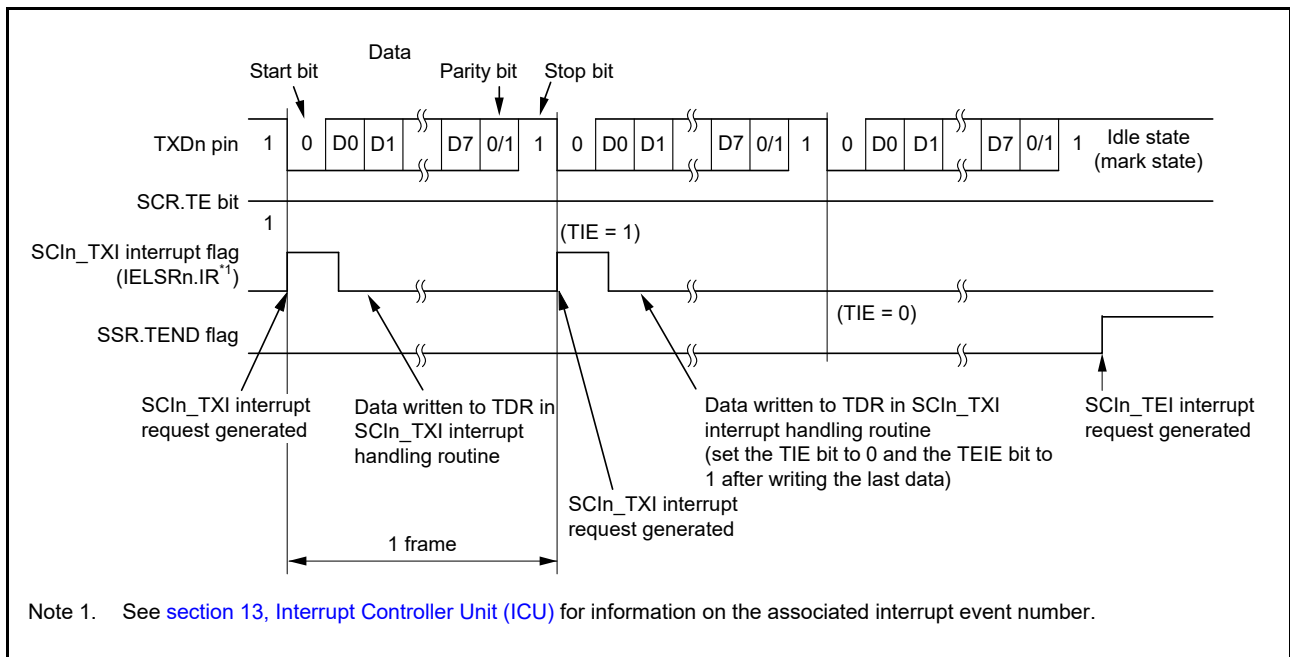 Data
Start bit
Parity bit
Stop bit
TXDn pin
1
0
D0
D1
D7
0/1
1
0
D0
D1
D7
0/1
1
0
D0
D1
D7
0/1
1
Idle state
(mark state)
SCR.TE bit
1
SCIn_TXI interrupt flag
(IELSRn.IR*1)
(TIE = 1)
(TIE = 0)
SSR.TEND flag
SCIn_TXI interrupt
request generated
Data written to TDR in
SCIn_TXI interrupt
handling routine
SCIn_TXI interrupt
request generated
Data written to TDR in SCIn_TXI
interrupt handling routine
(set the TIE bit to 0 and the TEIE bit to
1 after writing the last data)
SCIn_TEI interrupt
request generated
1 frame
Note 1. See section 13, Interrupt Controller Unit (ICU) for information on the associated interrupt event number.